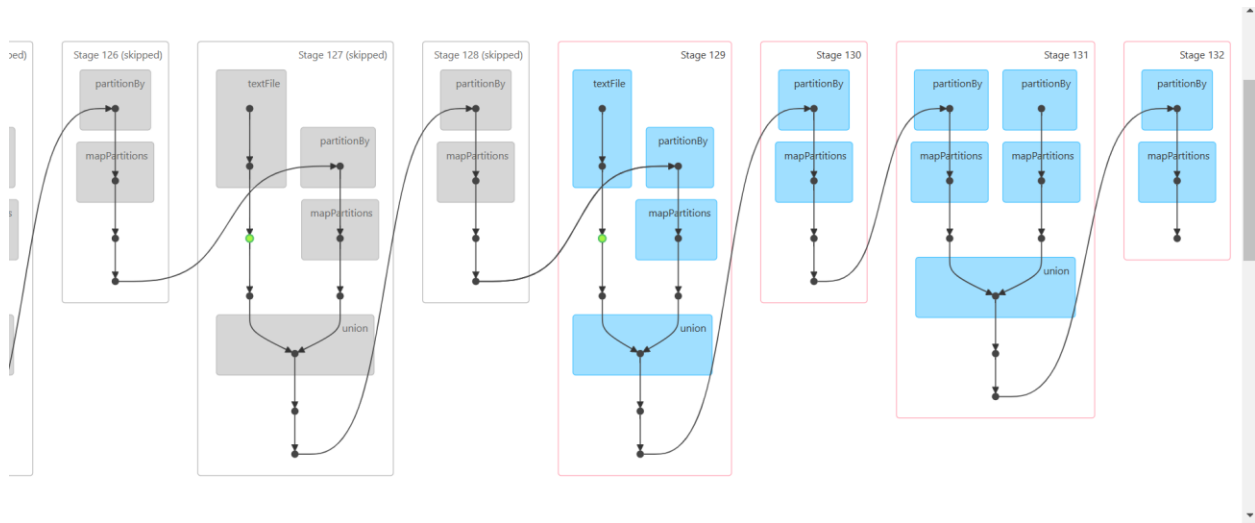 ped)
Stage 126 (skipped)
partitionBy
mapPartitions
Stage 127 (skipped)
textFile
partitionBy
mapPartitions
union
Stage 128 (skipped)
partitionBy
mapPartitions
Stage 129
textFile
partitionBy
mapPartitions
union
Stage 130
partitionBy
mapPartitions
Stage 131
partitionBy
partitionBy
mapPartitions
mapPartitions
union
Stage 132
partitionBy
mapPartitions